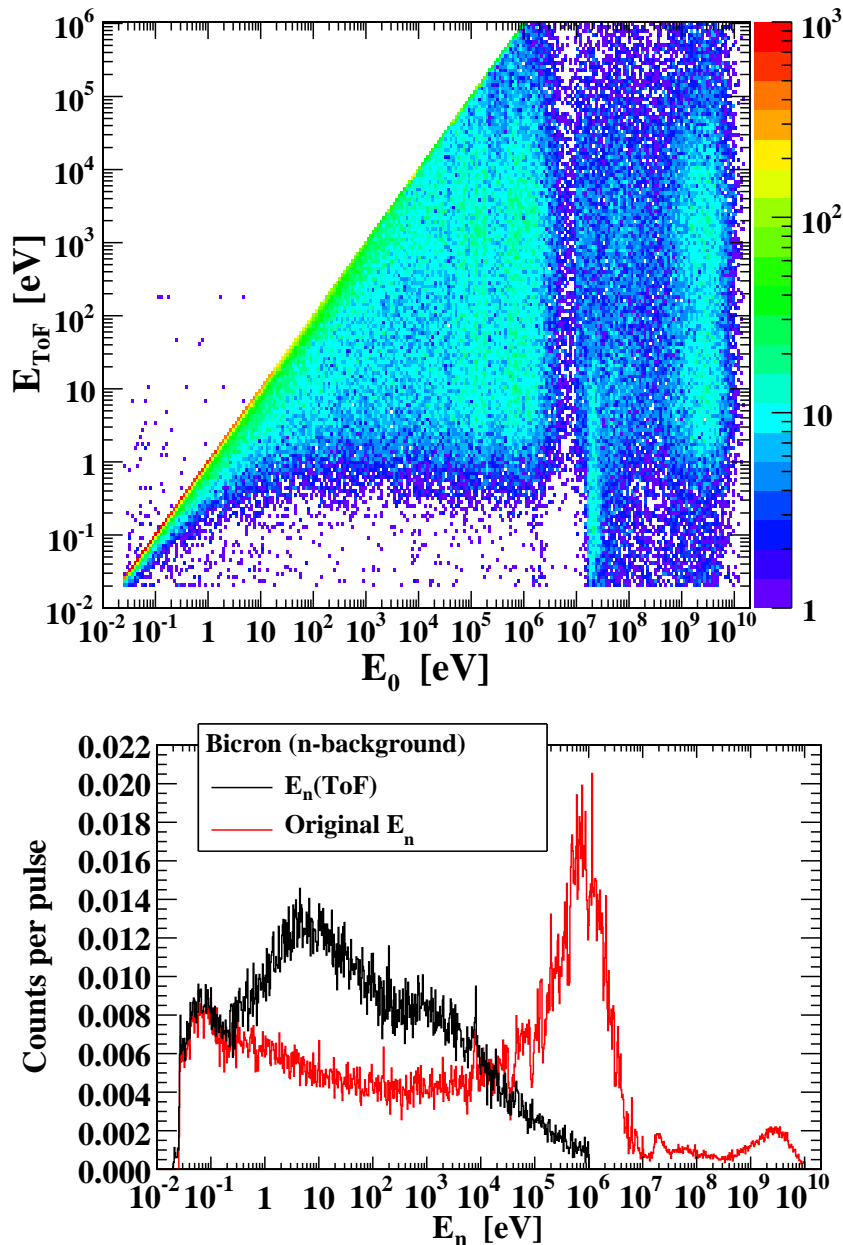 10^6
10^5
10^4
10^3
10^2
10
1
10^-1
10^-2
E_ToF [eV]
10^-2 10^-1 1 10 10^2 10^3 10^4 10^5 10^6 10^7 10^8 10^9 10^10
E_0 [eV]
10^3
10^2
10
1
Bicron (n-background)
E_n(ToF)
Original E_n
0.022
0.020
0.018
0.016
0.014
0.012
0.010
0.008
0.006
0.004
0.002
0.000
Counts per pulse
10^-2 10^-1 1 10 10^2 10^3 10^4 10^5 10^6 10^7 10^8 10^9 10^10
E_n [eV]